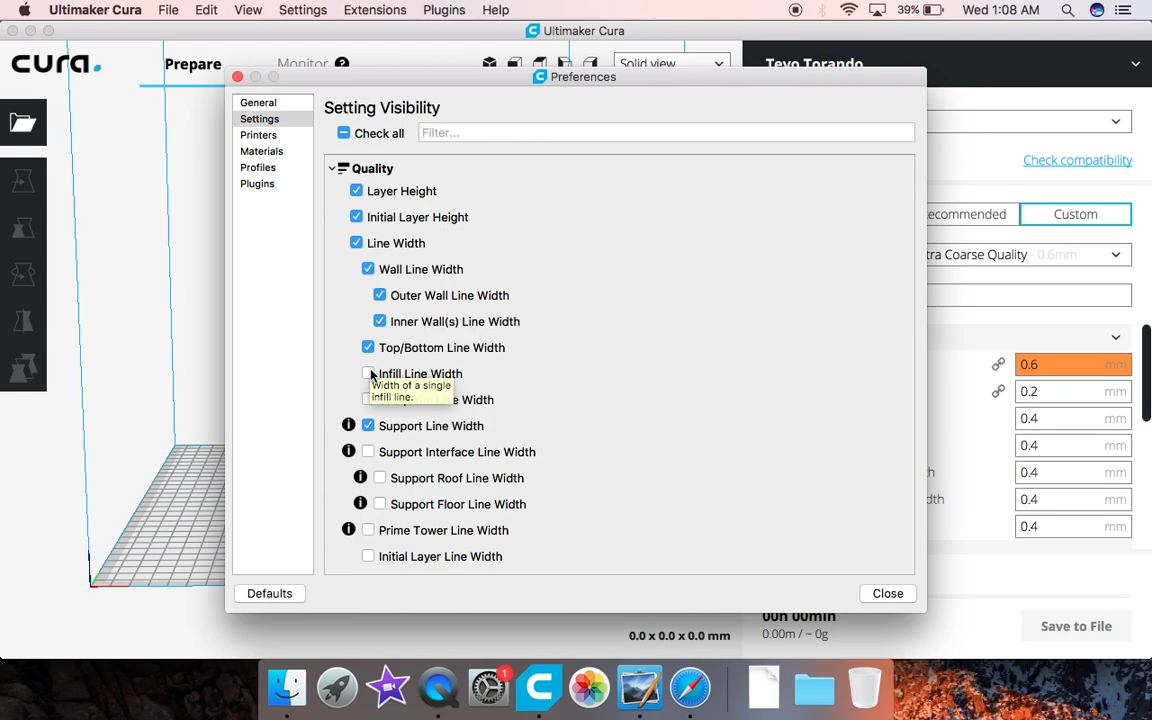 Ultimaker Cura File Edit View Settings Extensions Plugins Help 39% Wed 1:08 AM
Ultimaker Cura
cura. Prepare Monitor ? Solid view Tevo Torando
Preferences
General
Settings
Printers
Materials
Profiles
Plugins
Setting Visibility
Check all Filter...
Quality
Layer Height
Initial Layer Height
Line Width
Wall Line Width
Outer Wall Line Width
Inner Wall(s) Line Width
Top/Bottom Line Width
Infill Line Width
Width of a single
infill line.
e Width
Support Line Width
Support Interface Line Width
Support Roof Line Width
Support Floor Line Width
Prime Tower Line Width
Initial Layer Line Width
Defaults
Close
Check compatibility
ecommended Custom
tra Coarse Quality - 0.6mm
0.6 mm
0.2 mm
0.4 mm
0.4 mm
h 0.4 mm
dth 0.4 mm
0.4 mm
00h 00min
0.00m / ~ 0g
Save to File
0.0 x 0.0 x 0.0 mm
1